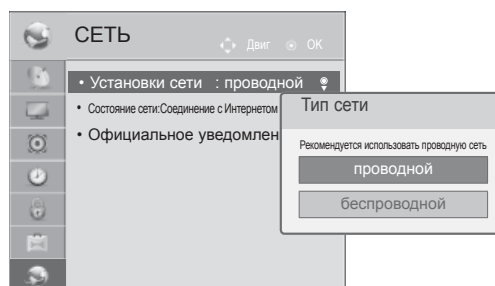 СЕТЬ
Двиг ОК
• Установки сети : проводной
• Состояние сети:Соединение с Интернетом
• Официальное уведомлен
Тип сети
Рекомендуется использовать проводную сеть
проводной
беспроводной